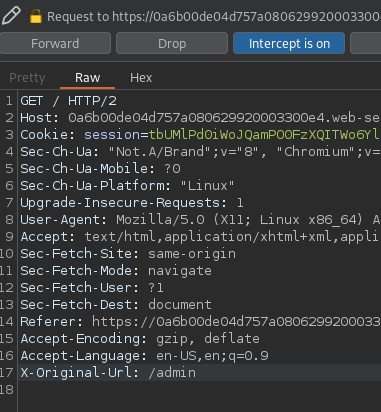 Request to https://0a6b00de04d757a080629920003300
Forward Drop Intercept is on
Pretty Raw Hex
1 GET / HTTP/2
2 Host: 0a6b00de04d757a080629920003300e4.web-se
3 Cookie: session=tbUMlPdOiWoJQamPOOFzXQITWo6Yl
4 Sec-Ch-Ua: "Not.A/Brand";v="8", "Chromium";v=
5 Sec-Ch-Ua-Mobile: ?0
6 Sec-Ch-Ua-Platform: "Linux"
7 Upgrade-Insecure-Requests: 1
8 User-Agent: Mozilla/5.0 (X11; Linux x86_64) A
9 Accept: text/html,application/xhtml+xml,appli
10 Sec-Fetch-Site: same-origin
11 Sec-Fetch-Mode: navigate
12 Sec-Fetch-User: ?1
13 Sec-Fetch-Dest: document
14 Referer: https://0a6b00de04d757a0806299200033
15 Accept-Encoding: gzip, deflate
16 Accept-Language: en-US,en;q=0.9
17 X-Original-Url: /admin
18